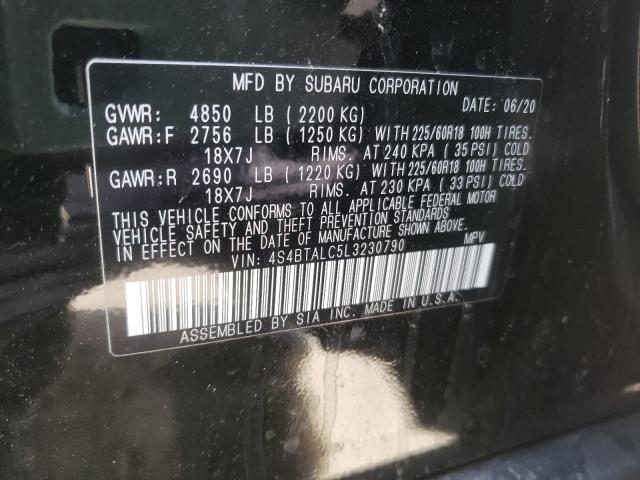 MFD BY SUBARU CORPORATION
DATE: 06/20
GVWR: 4850 LB (2200 KG)
GAWR:F 2756 LB (1250 KG) WITH 225/60R18 100H TIRES.
18X7J RIMS. AT 240 KPA (35 PSI) COLD
GAWR:R 2690 LB (1220 KG) WITH 225/60R18 100H TIRES.
18X7J RIMS. AT 230 KPA (33 PSI) COLD
THIS VEHICLE CONFORMS TO ALL APPLICABLE FEDERAL MOTOR
VEHICLE SAFETY AND THEFT PREVENTION STANDARDS
IN EFFECT ON THE DATE OF MANUFACTURE SHOWN ABOVE.
VIN: 4S4BTALC5L3230790 MPV
ASSEMBLED BY SIA INC. MADE IN U.S.A.